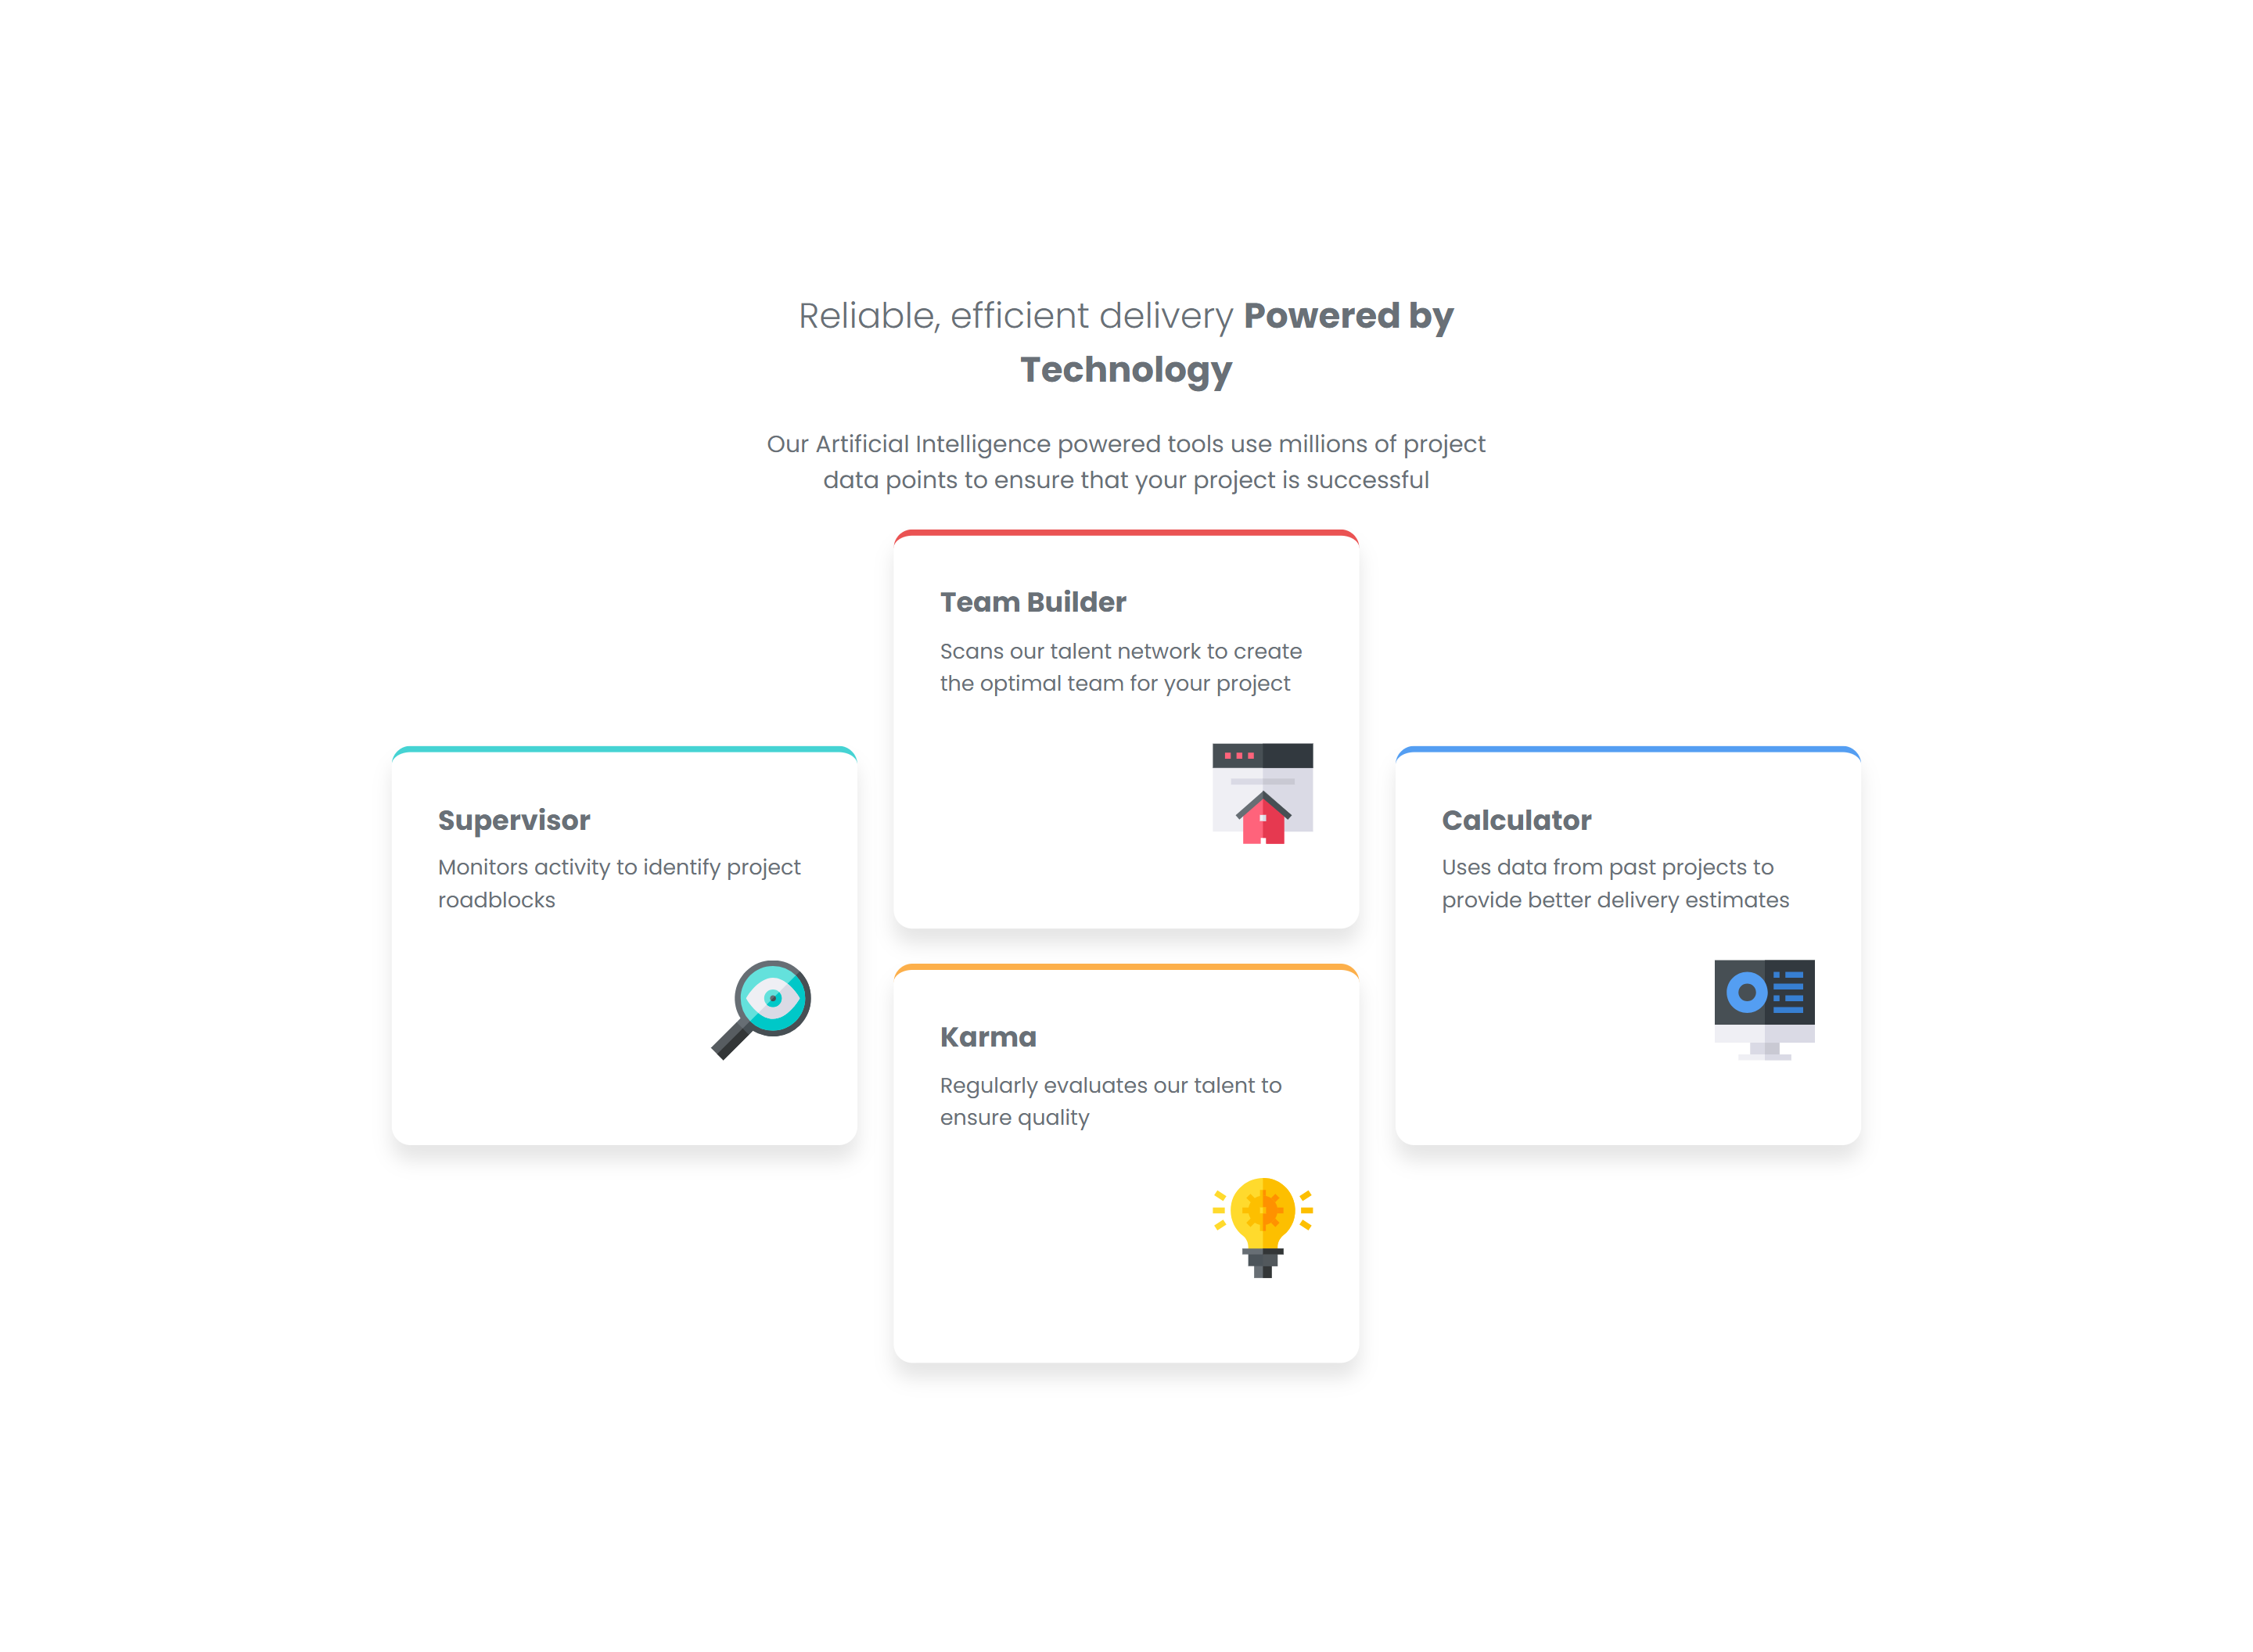 Reliable, efficient delivery Powered by
Technology
Our Artificial Intelligence powered tools use millions of project
data points to ensure that your project is successful
Team Builder
Scans our talent network to create
the optimal team for your project
Supervisor
Monitors activity to identify project
roadblocks
Calculator
Uses data from past projects to
provide better delivery estimates
Karma
Regularly evaluates our talent to
ensure quality